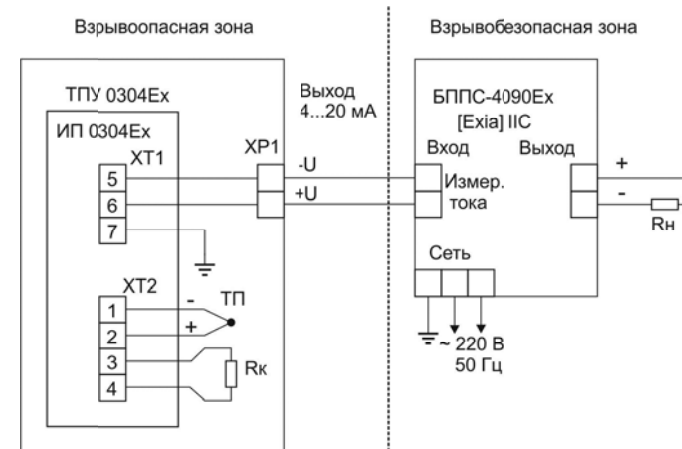 Взрывоопасная зона
Взрывобезопасная зона
ТПУ 0304Ex
ИП 0304Ex
XT1
5
6
7
XP1
Выход
4...20 мА
-U
+U
БППС-4090Ex
[Exia] IIC
Вход
Выход
Измер.
тока
+
-
Rн
Сеть
~ 220 В
50 Гц
XT2
1
2
3
4
-
+
ТП
Rк